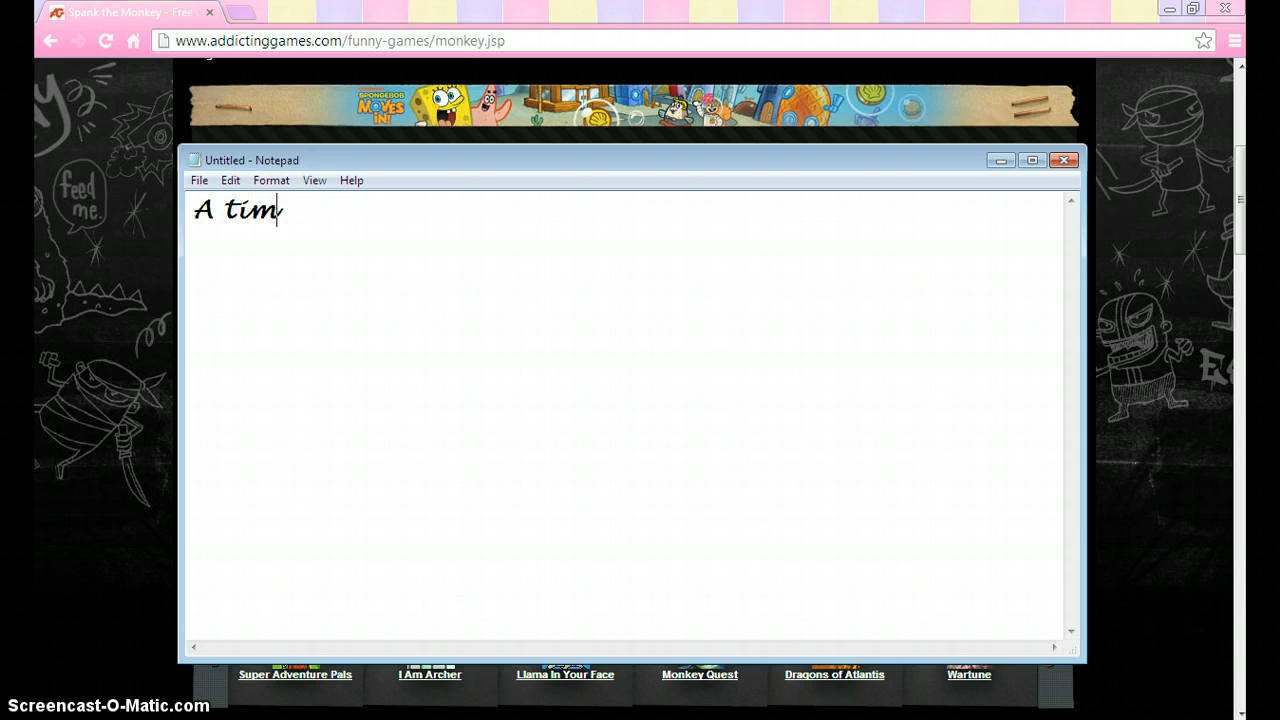 Spank the Monkey - Free
www.addictinggames.com/funny-games/monkey.jsp
SPONGEBOB
MOVES
IN!
Untitled - Notepad
File Edit Format View Help
A tim
feed
me.
Super Adventure Pals I Am Archer Llama In Your Face Monkey Quest Dragons of Atlantis Wartune
Screencast-O-Matic.com